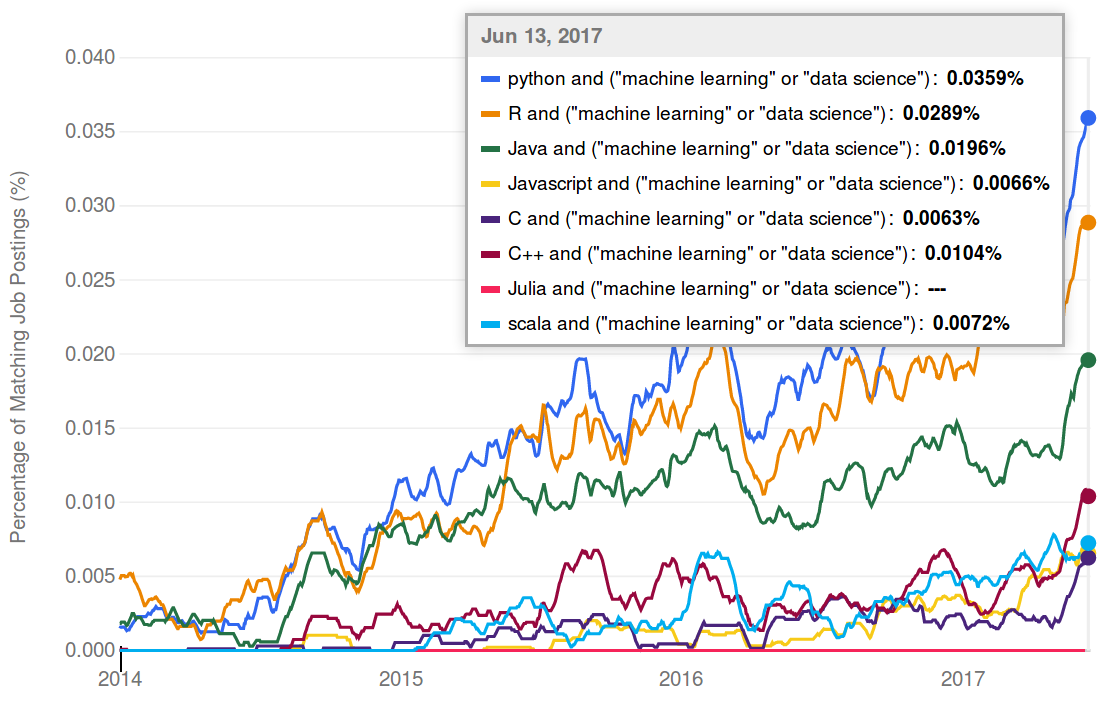 Jun 13, 2017
python and ("machine learning" or "data science"): 0.0359%
R and ("machine learning" or "data science"): 0.0289%
Java and ("machine learning" or "data science"): 0.0196%
Javascript and ("machine learning" or "data science"): 0.0066%
C and ("machine learning" or "data science"): 0.0063%
C++ and ("machine learning" or "data science"): 0.0104%
Julia and ("machine learning" or "data science"): ---
scala and ("machine learning" or "data science"): 0.0072%
Percentage of Matching Job Postings (%)
0.040
0.035
0.030
0.025
0.020
0.015
0.010
0.005
0.000
2014
2015
2016
2017